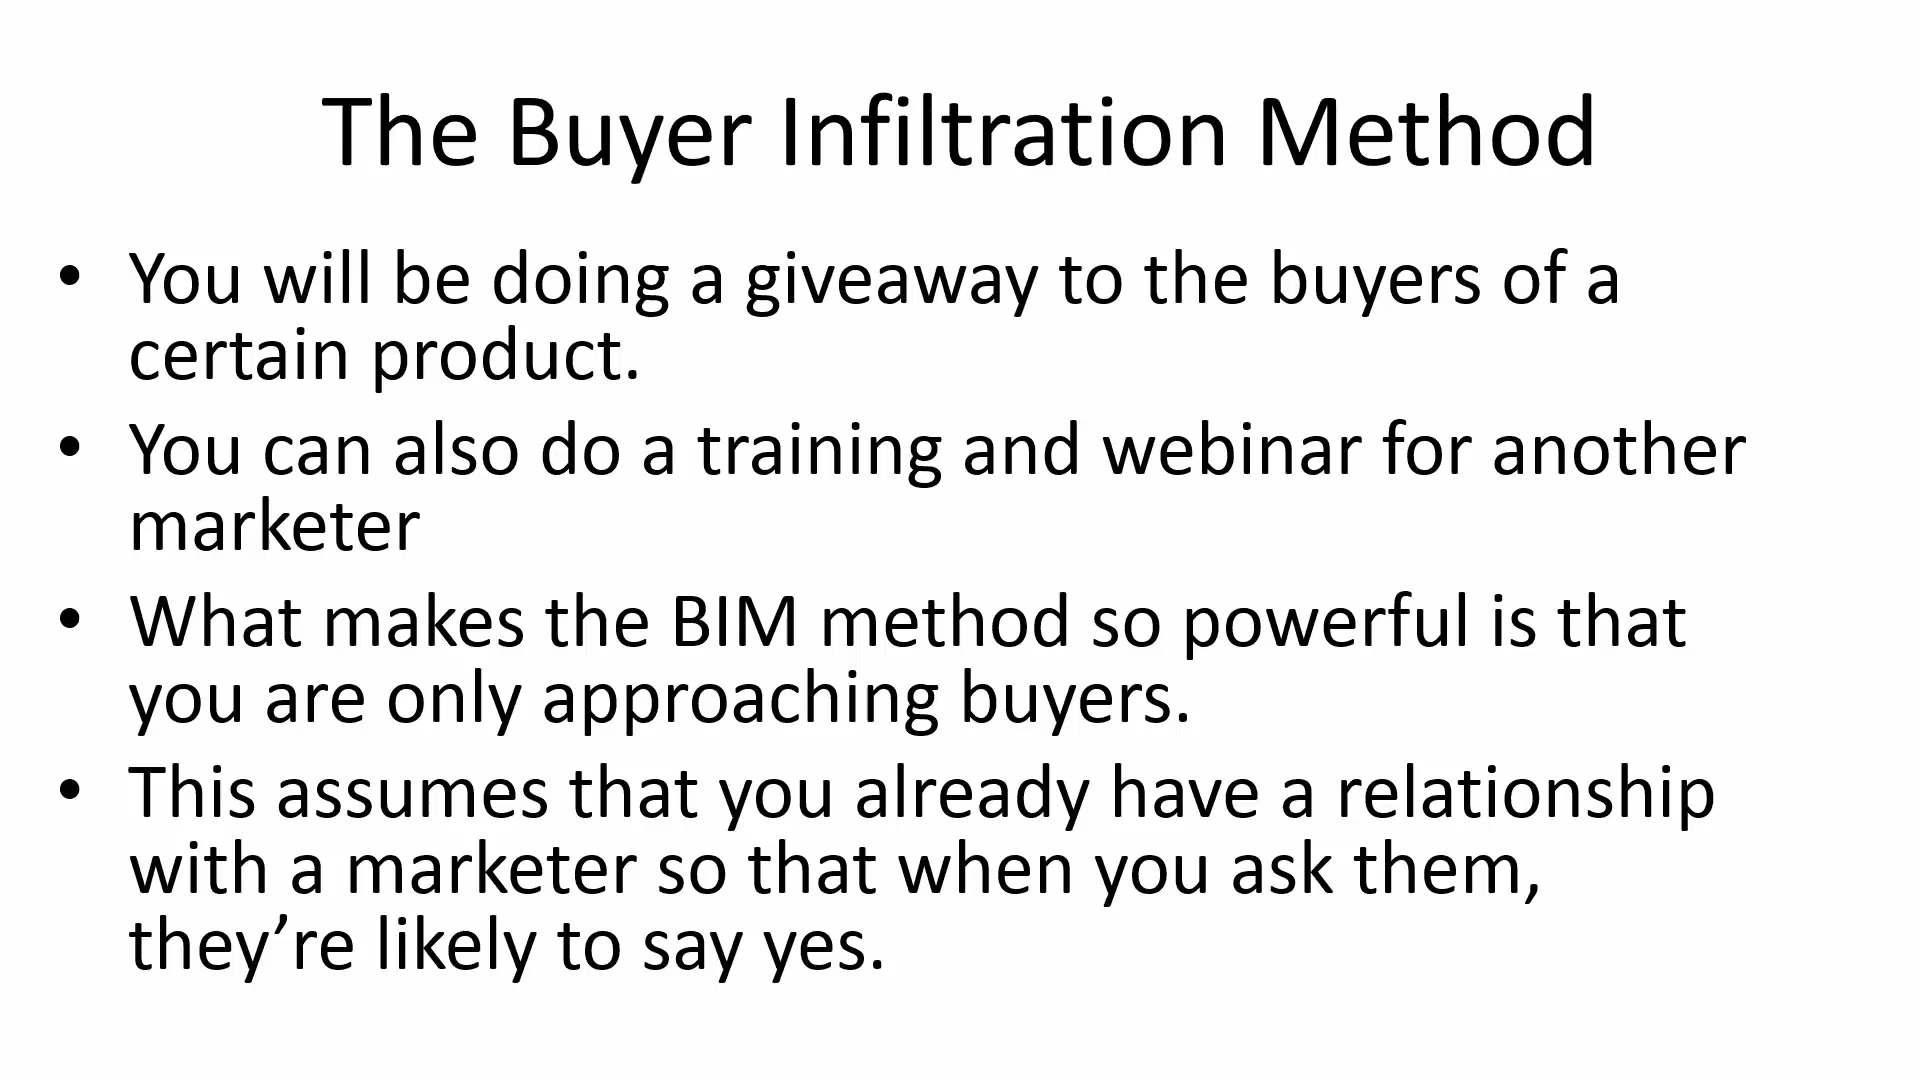 The Buyer Infiltration Method
• You will be doing a giveaway to the buyers of a
certain product.
• You can also do a training and webinar for another
marketer
• What makes the BIM method so powerful is that
you are only approaching buyers.
• This assumes that you already have a relationship
with a marketer so that when you ask them,
they’re likely to say yes.